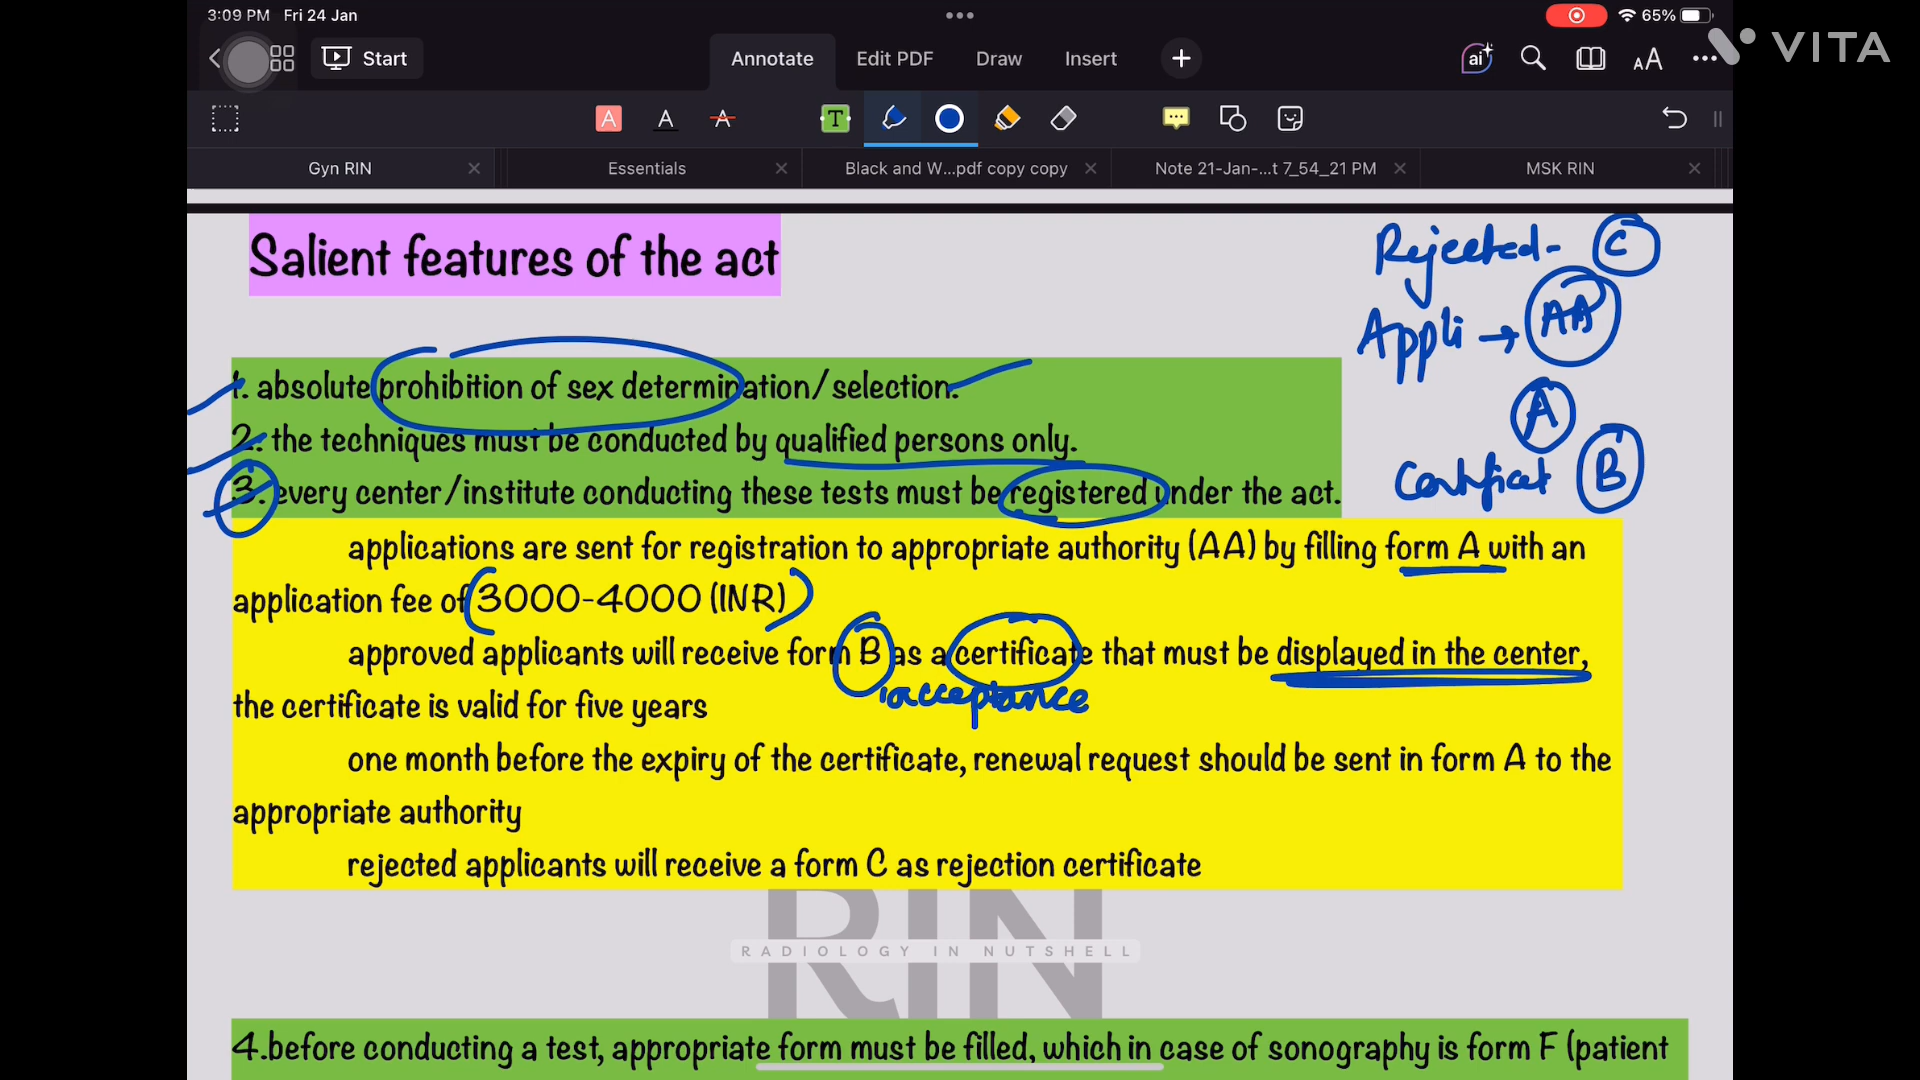 3:09 PM Fri 24 Jan
65%
VITA
Start
Annotate
Edit PDF
Draw
Insert
ai
AA
A A A T
Gyn RIN
Essentials
Black and W...pdf copy copy
Note 21-Jan-...t 7_54_21 PM
MSK RIN
Salient features of the act
Rejected- C
Appli → AA
A
Certificat B
1. absolute prohibition of sex determination/selection.
2. the techniques must be conducted by qualified persons only.
3. every center/institute conducting these tests must be registered under the act.
applications are sent for registration to appropriate authority (AA) by filling form A with an
application fee of 3000-4000 (INR)
approved applicants will receive form B as a certificate that must be displayed in the center,
acceptance
the certificate is valid for five years
one month before the expiry of the certificate, renewal request should be sent in form A to the
appropriate authority
rejected applicants will receive a form C as rejection certificate
RIN
RADIOLOGY IN NUTSHELL
4.before conducting a test, appropriate form must be filled, which in case of sonography is form F (patient